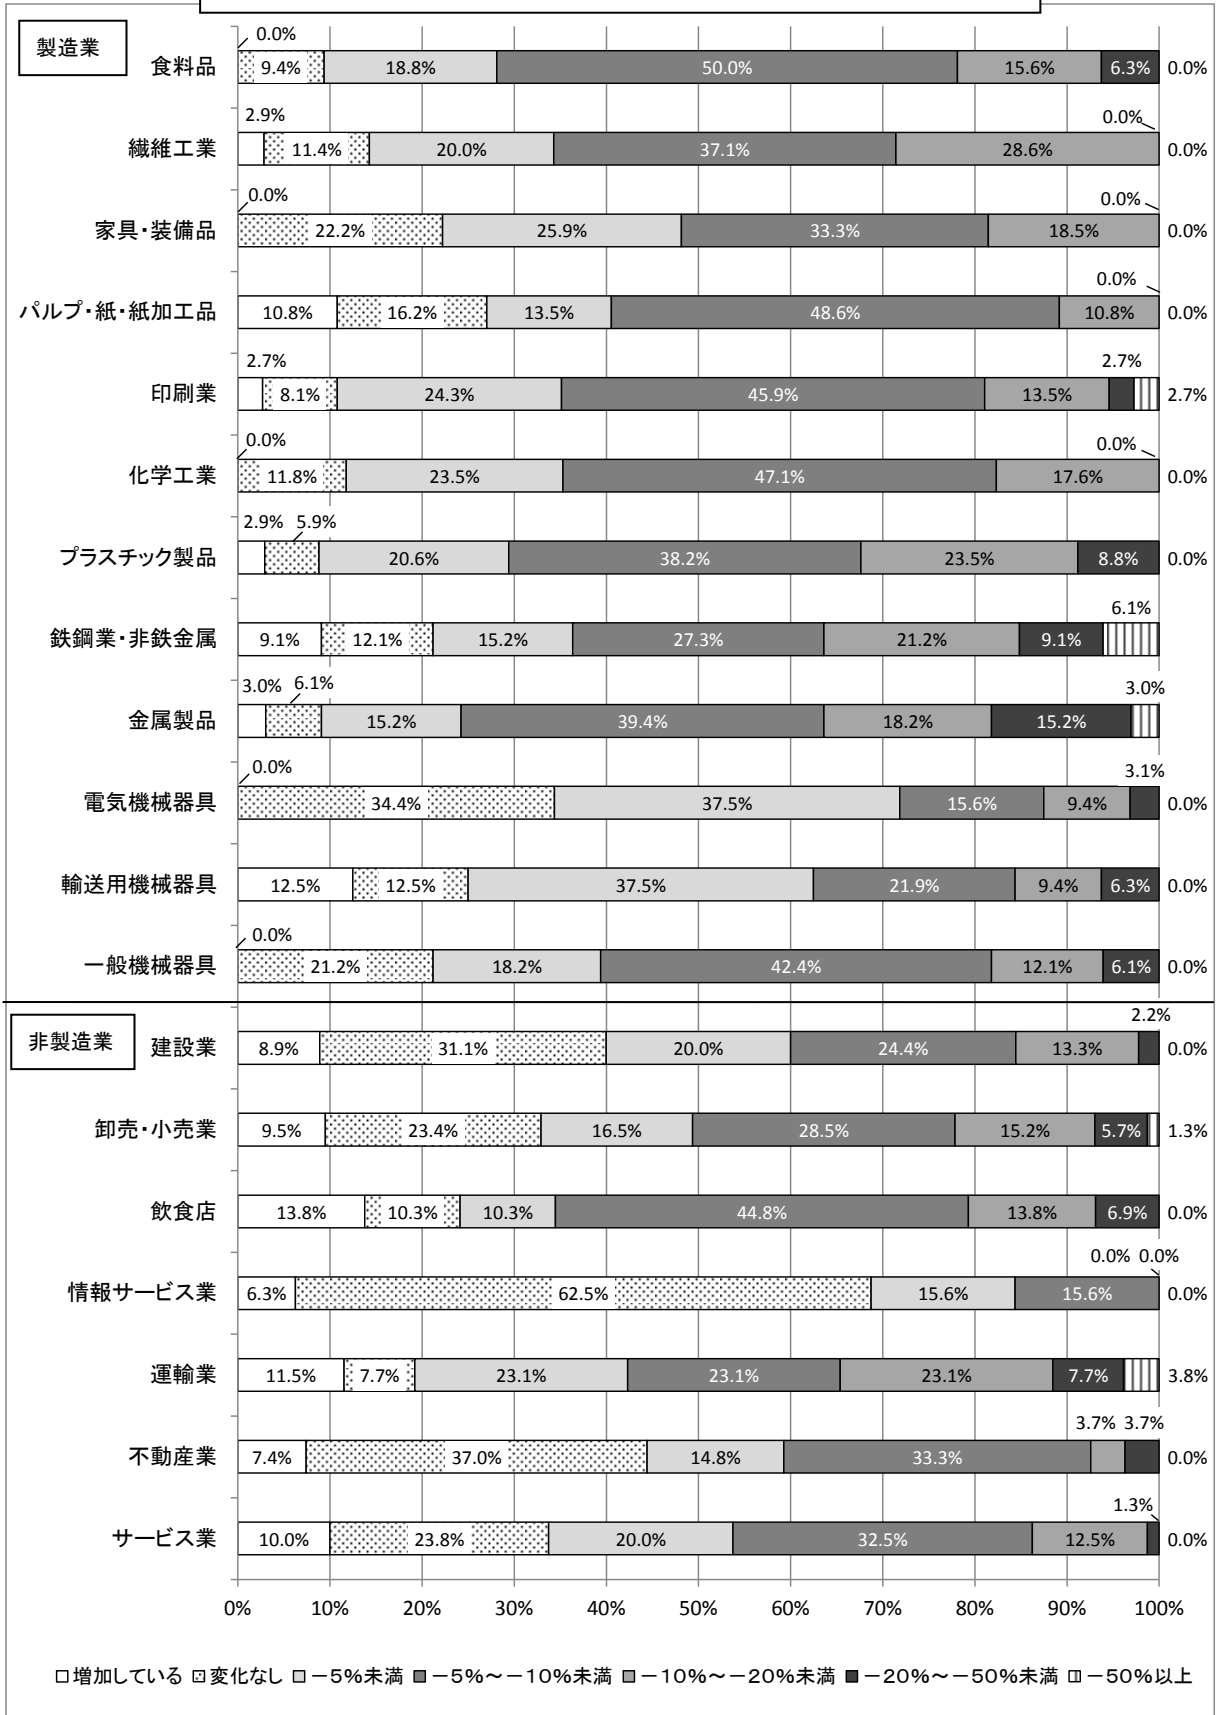 製造業
0.0%
食料品 9.4% 18.8% 50.0% 15.6% 6.3% 0.0%
2.9% 0.0%
繊維工業 11.4% 20.0% 37.1% 28.6% 0.0%
0.0% 0.0%
家具・装備品 22.2% 25.9% 33.3% 18.5% 0.0%
0.0%
パルプ・紙・紙加工品 10.8% 16.2% 13.5% 48.6% 10.8% 0.0%
2.7% 2.7%
印刷業 8.1% 24.3% 45.9% 13.5% 2.7%
0.0% 0.0%
化学工業 11.8% 23.5% 47.1% 17.6% 0.0%
2.9% 5.9%
プラスチック製品 20.6% 38.2% 23.5% 8.8% 0.0%
6.1%
鉄鋼業・非鉄金属 9.1% 12.1% 15.2% 27.3% 21.2% 9.1%
3.0% 6.1% 3.0%
金属製品 15.2% 39.4% 18.2% 15.2%
0.0% 3.1%
電気機械器具 34.4% 37.5% 15.6% 9.4% 0.0%
輸送用機械器具 12.5% 12.5% 37.5% 21.9% 9.4% 6.3% 0.0%
0.0%
一般機械器具 21.2% 18.2% 42.4% 12.1% 6.1% 0.0%
非製造業
2.2%
建設業 8.9% 31.1% 20.0% 24.4% 13.3% 0.0%
卸売・小売業 9.5% 23.4% 16.5% 28.5% 15.2% 5.7% 1.3%
飲食店 13.8% 10.3% 10.3% 44.8% 13.8% 6.9% 0.0%
0.0% 0.0%
情報サービス業 6.3% 62.5% 15.6% 15.6% 0.0%
運輸業 11.5% 7.7% 23.1% 23.1% 23.1% 7.7% 3.8%
3.7% 3.7%
不動産業 7.4% 37.0% 14.8% 33.3% 0.0%
1.3%
サービス業 10.0% 23.8% 20.0% 32.5% 12.5% 0.0%
0% 10% 20% 30% 40% 50% 60% 70% 80% 90% 100%
増加している 変化なし －5％未満 －5％～－10％未満 －10％～－20％未満 －20％～－50％未満 －50％以上